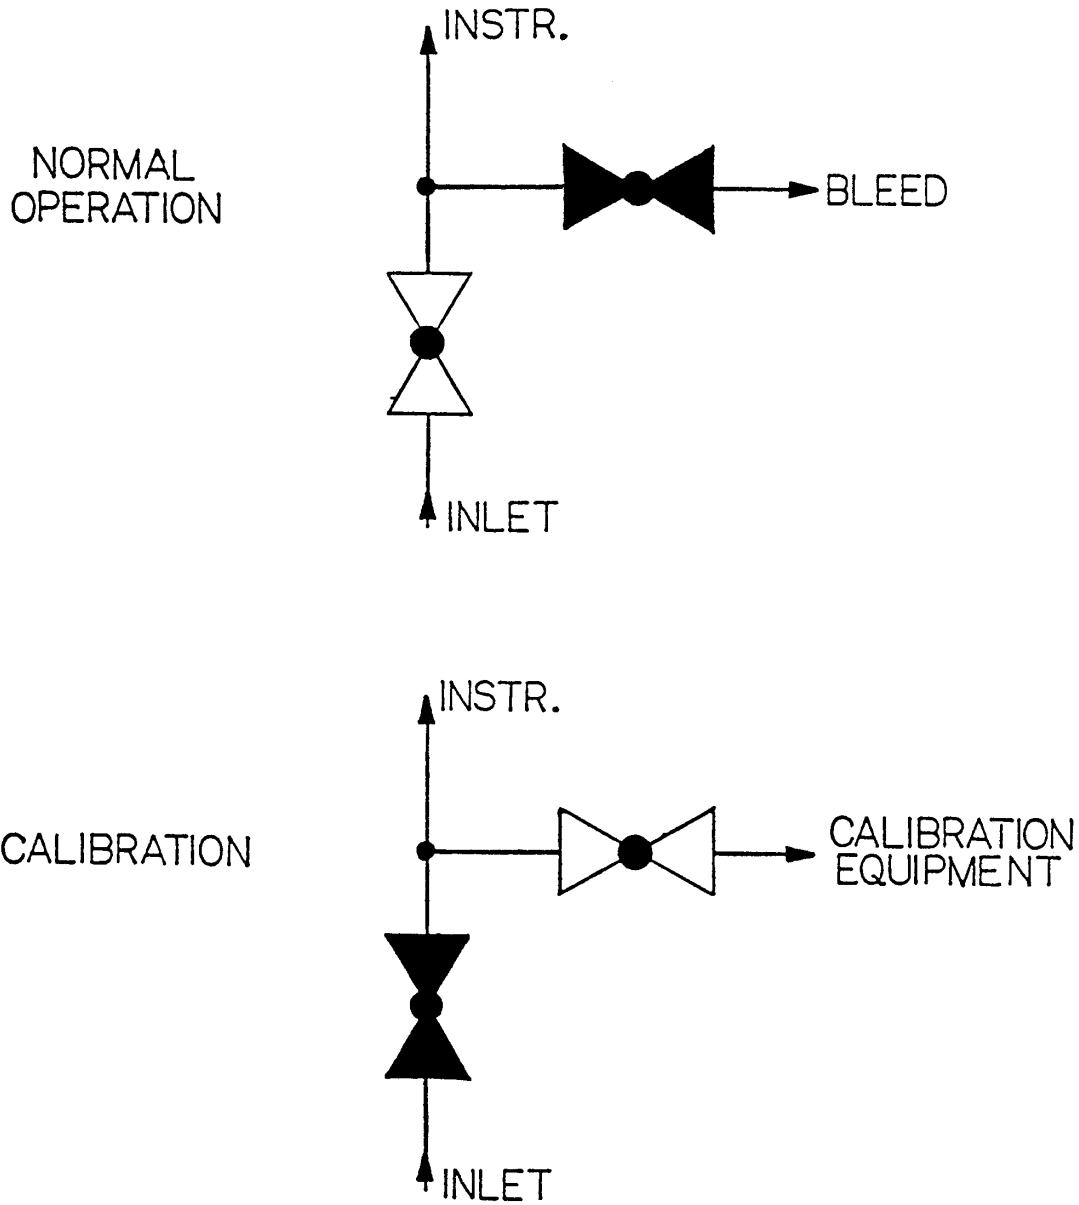 INSTR.
NORMAL
OPERATION
BLEED
INLET
INSTR.
CALIBRATION
CALIBRATION
EQUIPMENT
INLET